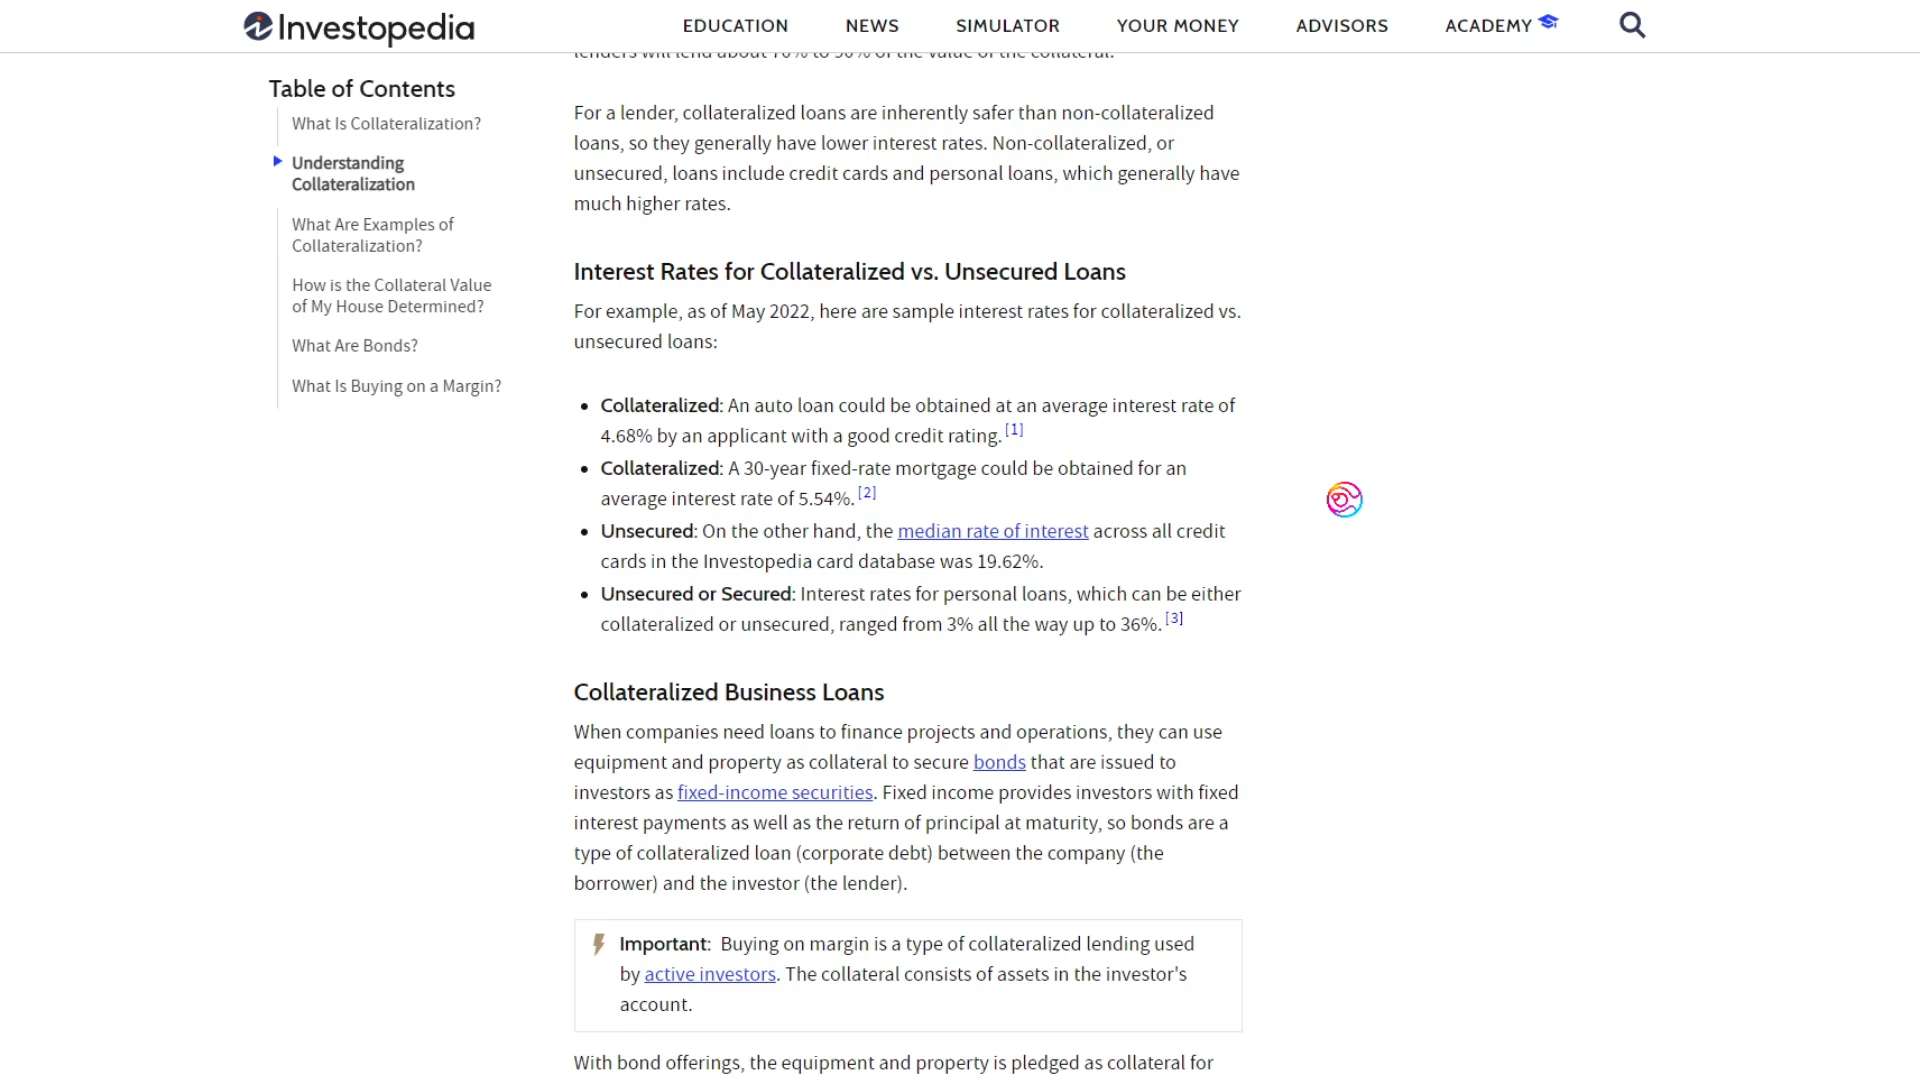 Investopedia
EDUCATION
NEWS
SIMULATOR
YOUR MONEY
ADVISORS
ACADEMY
Table of Contents
What Is Collateralization?
Understanding
Collateralization
What Are Examples of
Collateralization?
How is the Collateral Value
of My House Determined?
What Are Bonds?
What Is Buying on a Margin?
lenders will lend about 70% to 90% of the value of the collateral.
For a lender, collateralized loans are inherently safer than non-collateralized
loans, so they generally have lower interest rates. Non-collateralized, or
unsecured, loans include credit cards and personal loans, which generally have
much higher rates.
Interest Rates for Collateralized vs. Unsecured Loans
For example, as of May 2022, here are sample interest rates for collateralized vs.
unsecured loans:
• Collateralized: An auto loan could be obtained at an average interest rate of
4.68% by an applicant with a good credit rating. [1]
• Collateralized: A 30-year fixed-rate mortgage could be obtained for an
average interest rate of 5.54%. [2]
• Unsecured: On the other hand, the median rate of interest across all credit
cards in the Investopedia card database was 19.62%.
• Unsecured or Secured: Interest rates for personal loans, which can be either
collateralized or unsecured, ranged from 3% all the way up to 36%. [3]
Collateralized Business Loans
When companies need loans to finance projects and operations, they can use
equipment and property as collateral to secure bonds that are issued to
investors as fixed-income securities. Fixed income provides investors with fixed
interest payments as well as the return of principal at maturity, so bonds are a
type of collateralized loan (corporate debt) between the company (the
borrower) and the investor (the lender).
Important: Buying on margin is a type of collateralized lending used
by active investors. The collateral consists of assets in the investor's
account.
With bond offerings, the equipment and property is pledged as collateral for